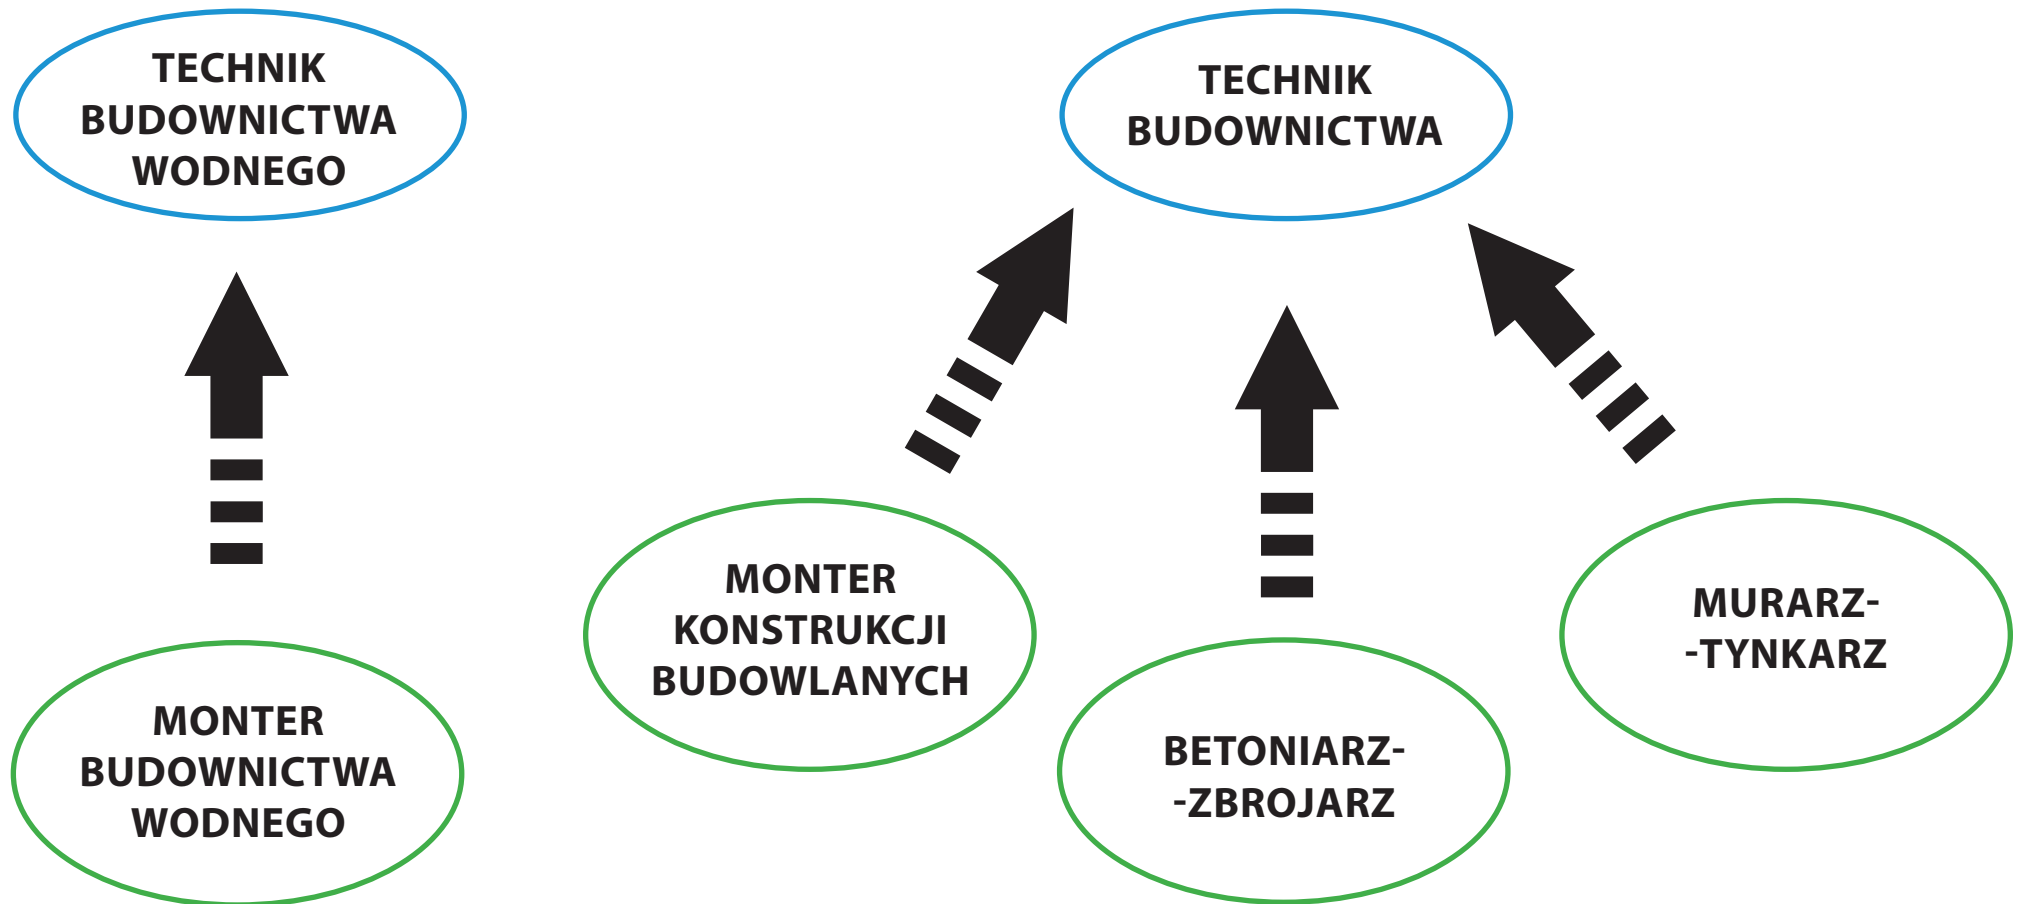 TECHNIK
BUDOWNICTWA
WODNEGO
TECHNIK
BUDOWNICTWA
MONTER
BUDOWNICTWA
WODNEGO
MONTER
KONSTRUKCJI
BUDOWLANYCH
BETONIARZ-
-ZBROJARZ
MURARZ-
-TYNKARZ